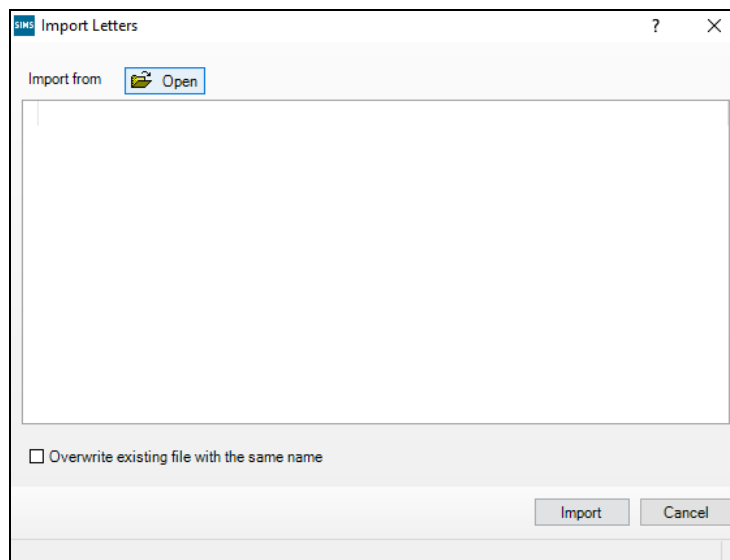 SIMS Import Letters ?
Import from Open
Overwrite existing file with the same name
Import Cancel